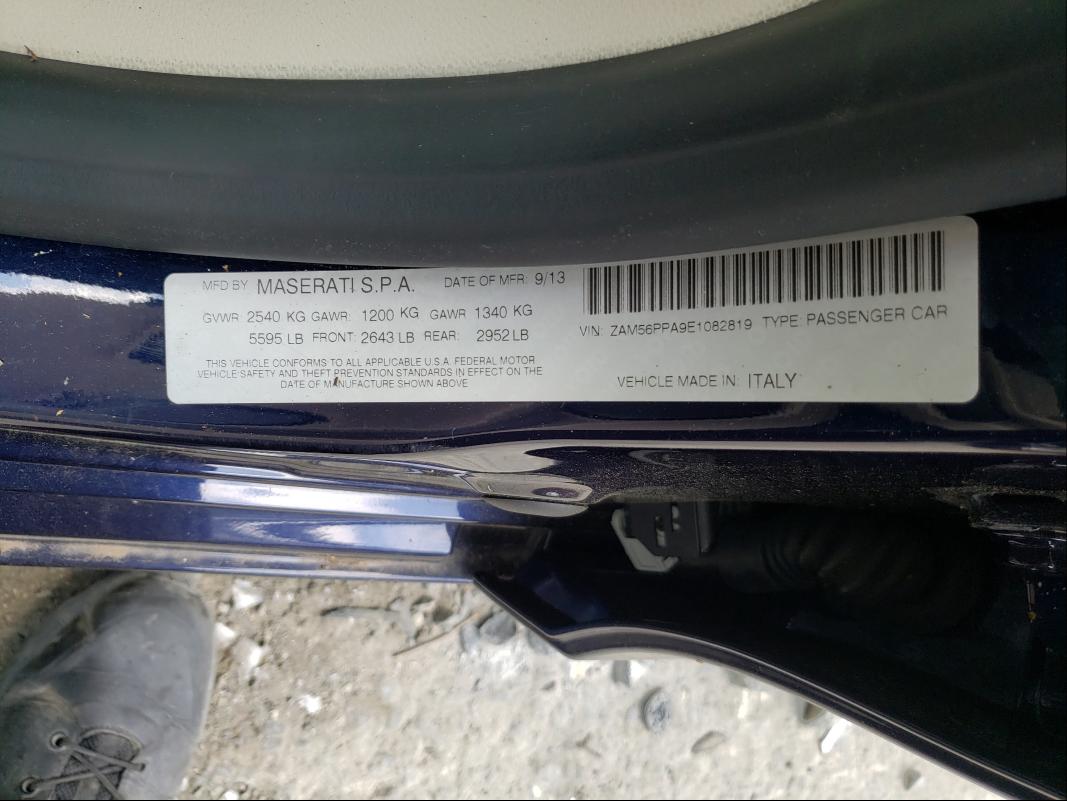 MFD BY MASERATI S.P.A. DATE OF MFR: 9/13
GVWR: 2540 KG GAWR: 1200 KG GAWR 1340 KG
5595 LB FRONT: 2643 LB REAR: 2952 LB
THIS VEHICLE CONFORMS TO ALL APPLICABLE U.S.A. FEDERAL MOTOR
VEHICLE SAFETY AND THEFT PREVENTION STANDARDS IN EFFECT ON THE
DATE OF MANUFACTURE SHOWN ABOVE
VIN: ZAM56PPA9E1082819 TYPE: PASSENGER CAR
VEHICLE MADE IN: ITALY